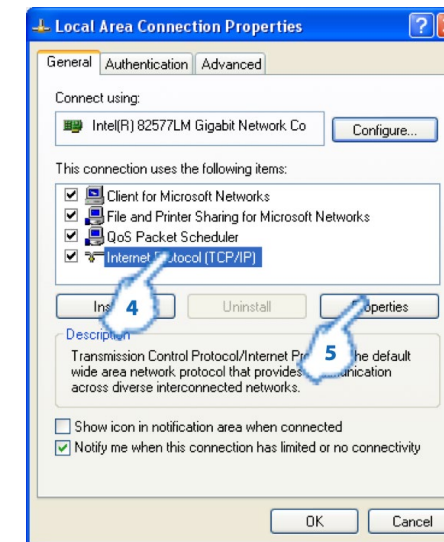 Local Area Connection Properties
?
General Authentication Advanced
Connect using:
Intel(R) 82577LM Gigabit Network Co
Configure...
This connection uses the following items:
Client for Microsoft Networks
File and Printer Sharing for Microsoft Networks
QoS Packet Scheduler
Internet Protocol (TCP/IP)
4 Uninstall
5
Description
Transmission Control Protocol/Internet The default
wide area network protocol that provides
across diverse interconnected networks.
Show icon in notification area when connected
Notify me when this connection has limited or no connectivity
OK Cancel